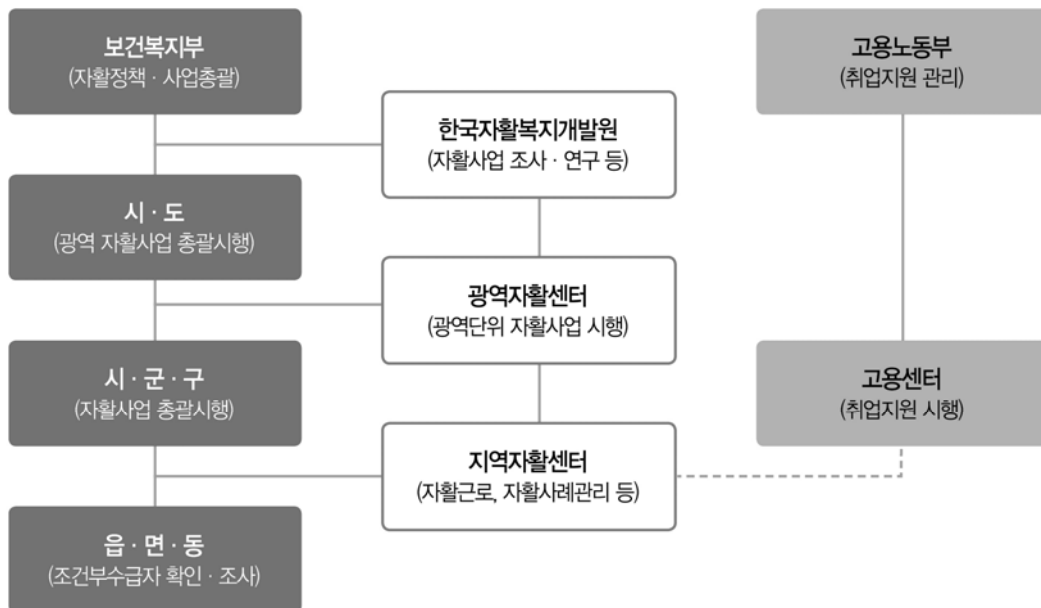 보건복지부
(자활정책 · 사업총괄)
고용노동부
(취업지원 관리)
한국자활복지개발원
(자활사업 조사 · 연구 등)
시 · 도
(광역 자활사업 총괄시행)
광역자활센터
(광역단위 자활사업 시행)
시 · 군 · 구
(자활사업 총괄시행)
고용센터
(취업지원 시행)
지역자활센터
(자활근로, 자활사례관리 등)
읍 · 면 · 동
(조건부수급자 확인 · 조사)